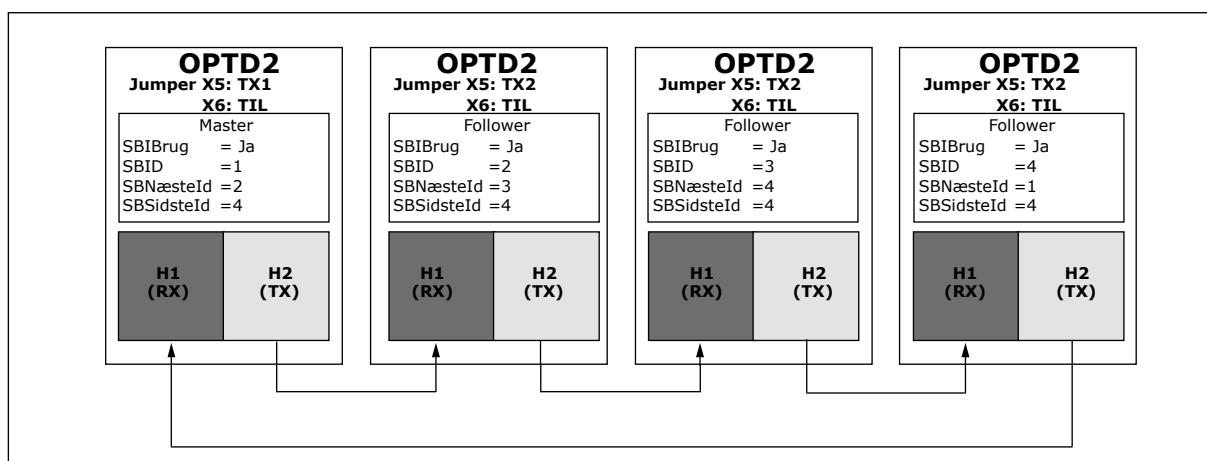 OPTD2
Jumper X5: TX1
X6: TIL
Master
SBIBrug = Ja
SBID =1
SBNæsteId =2
SBSidsteId =4
H1
(RX)
H2
(TX)
OPTD2
Jumper X5: TX2
X6: TIL
Follower
SBIBrug = Ja
SBID =2
SBNæsteId =3
SBSidsteId =4
H1
(RX)
H2
(TX)
OPTD2
Jumper X5: TX2
X6: TIL
Follower
SBIBrug = Ja
SBID =3
SBNæsteId =4
SBSidsteId =4
H1
(RX)
H2
(TX)
OPTD2
Jumper X5: TX2
X6: TIL
Follower
SBIBrug = Ja
SBID =4
SBNæsteId =1
SBSidsteId =4
H1
(RX)
H2
(TX)